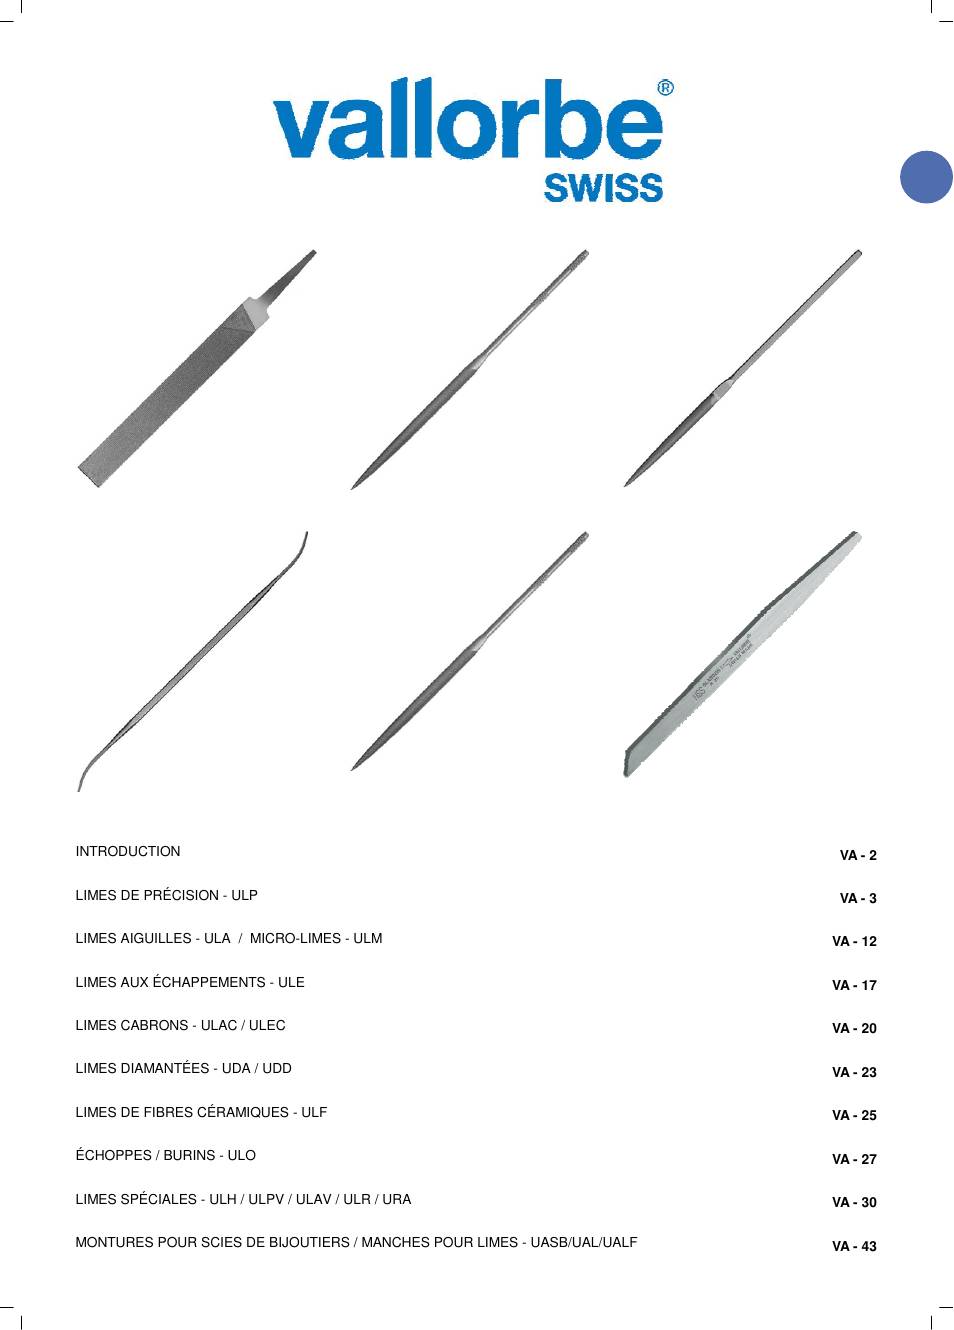 vallorbe®
SWISS
HGS
INTRODUCTION VA - 2
LIMES DE PRÉCISION - ULP VA - 3
LIMES AIGUILLES - ULA / MICRO-LIMES - ULM VA - 12
LIMES AUX ÉCHAPPEMENTS - ULE VA - 17
LIMES CABRONS - ULAC / ULEC VA - 20
LIMES DIAMANTÉES - UDA / UDD VA - 23
LIMES DE FIBRES CÉRAMIQUES - ULF VA - 25
ÉCHOPPES / BURINS - ULO VA - 27
LIMES SPÉCIALES - ULH / ULPV / ULAV / ULR / URA VA - 30
MONTURES POUR SCIES DE BIJOUTIERS / MANCHES POUR LIMES - UASB/UAL/UALF VA - 43